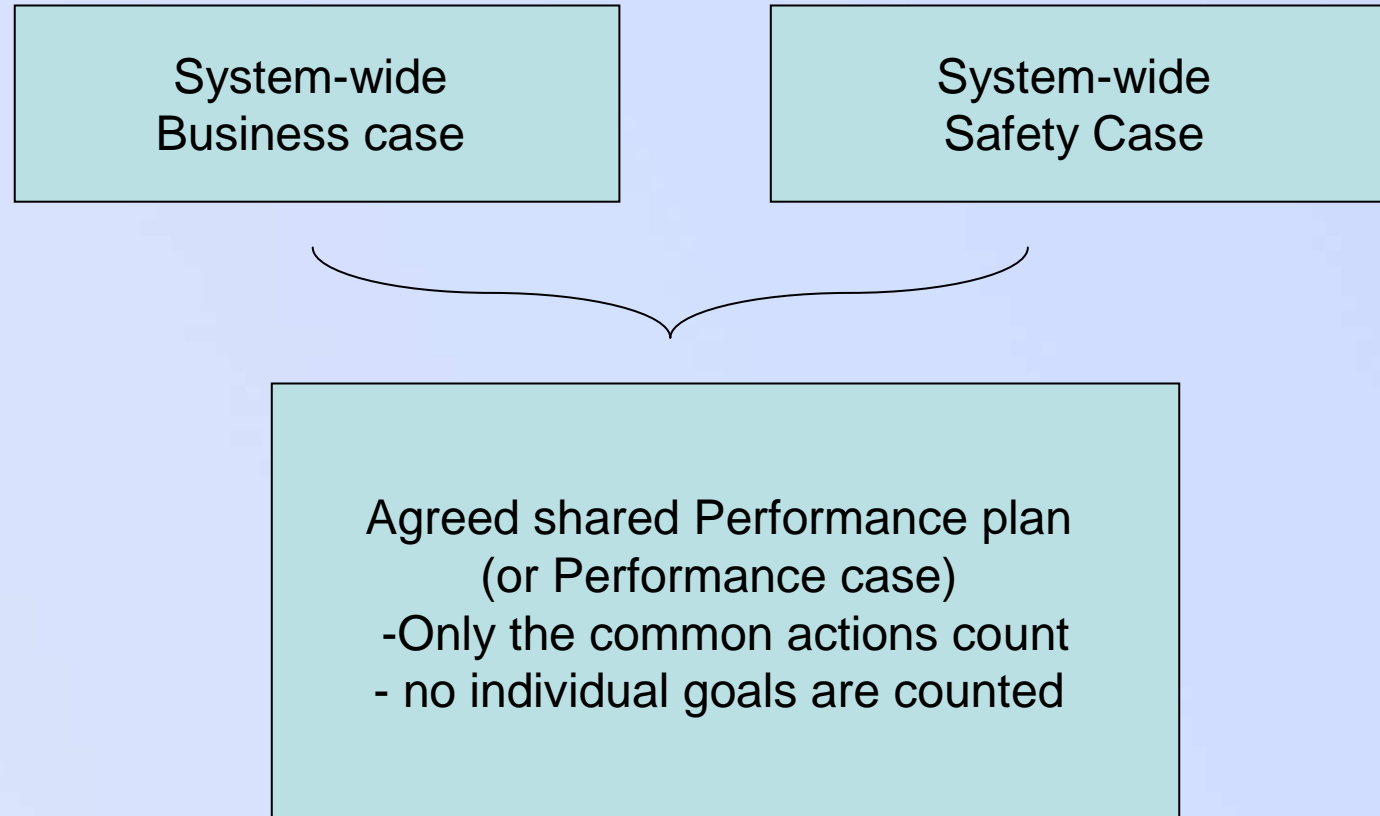 System-wide
Business case
System-wide
Safety Case
Agreed shared Performance plan
(or Performance case)
-Only the common actions count
- no individual goals are counted